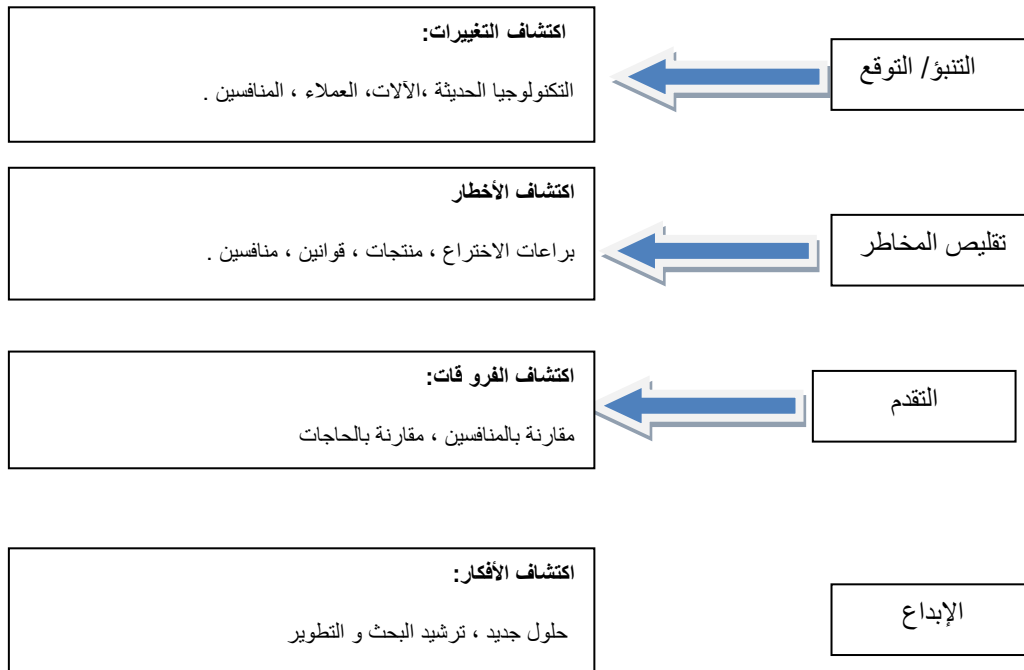 التنبؤ/ التوقع
اكتشاف التغييرات:
التكنولوجيا الحديثة ،الآلات، العملاء ، المنافسين .
تقليص المخاطر
اكتشاف الأخطار
براعات الاختراع ، منتجات ، قوانين ، منافسين .
التقدم
اكتشاف الفرو قات:
مقارنة بالمنافسين ، مقارنة بالحاجات
الإبداع
اكتشاف الأفكار:
حلول جديد ، ترشيد البحث و التطوير